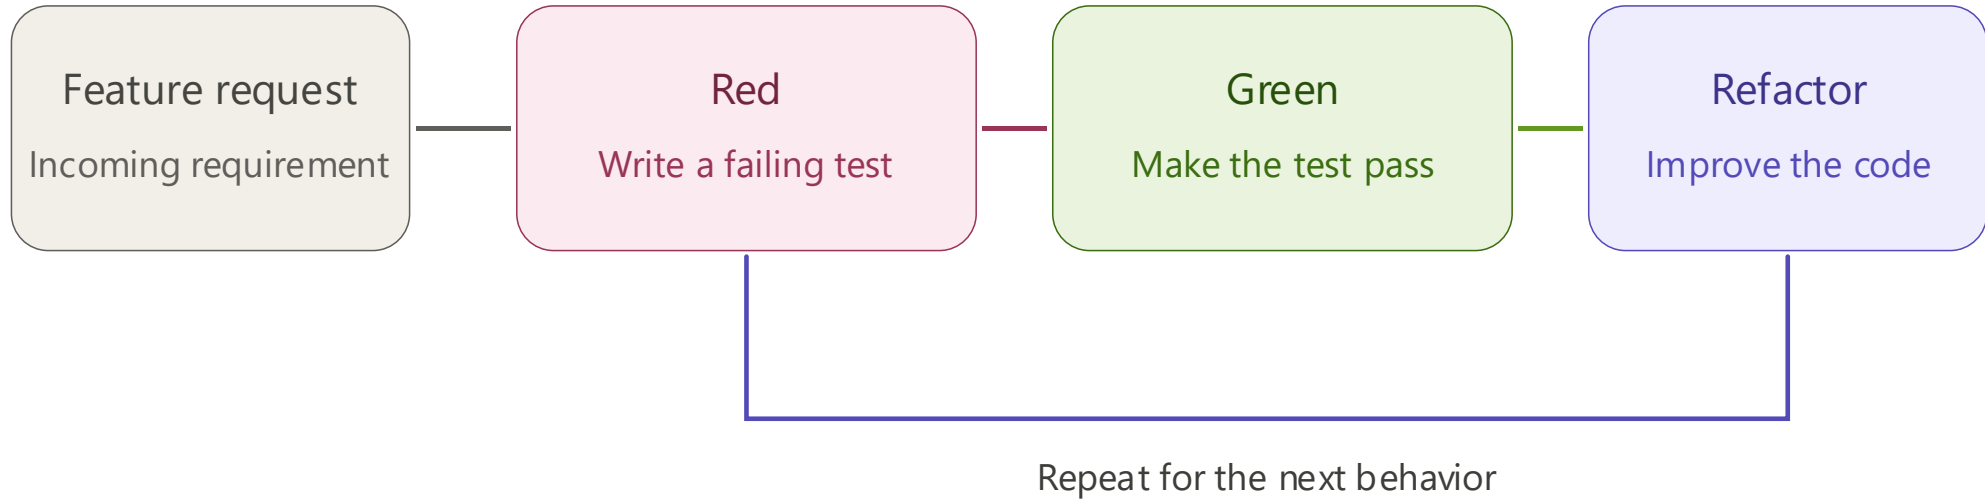 Feature request
Incoming requirement
Red
Write a failing test
Green
Make the test pass
Refactor
Improve the code
Repeat for the next behavior